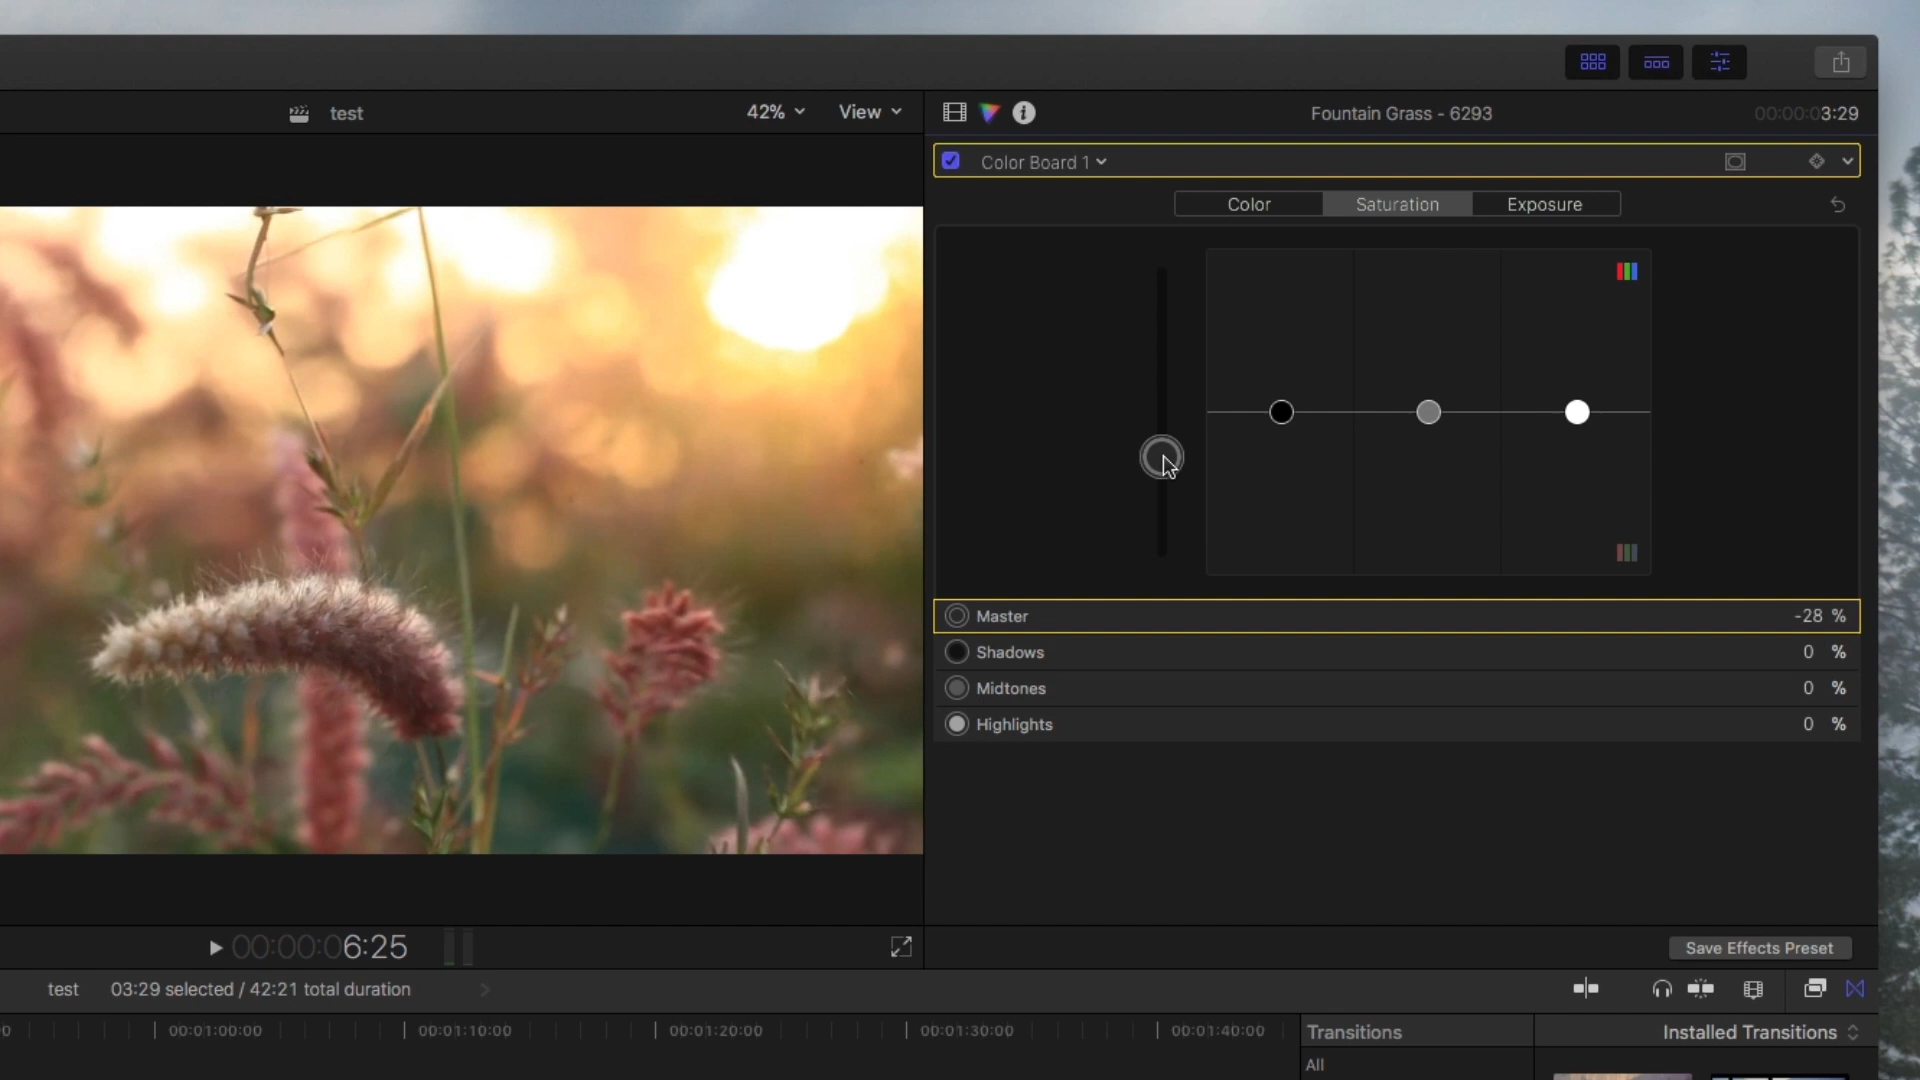 test
42%
View
Fountain Grass - 6293
00:00:03:29
Color Board 1
Color
Saturation
Exposure
Master
-28 %
Shadows
0 %
Midtones
0 %
Highlights
0 %
00:00:06:25
Save Effects Preset
test
03:29 selected / 42:21 total duration
0
00:01:00:00
00:01:10:00
00:01:20:00
00:01:30:00
00:01:40:00
Transitions
Installed Transitions
All